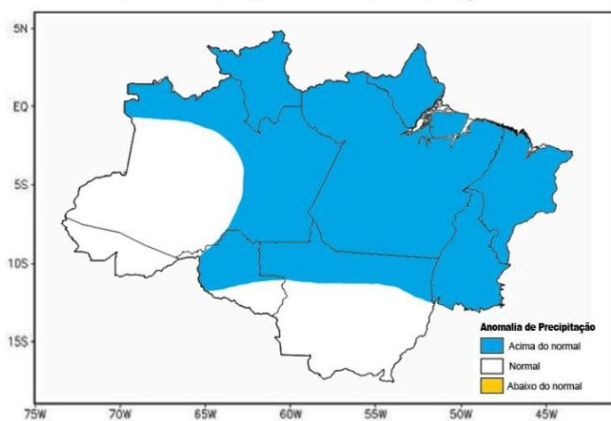 5N
EQ
5S
10S
15S
75W 70W 65W 60W 55W 50W 45W
Anomalia de Precipitação
Acima do normal
Normal
Abaixo do normal